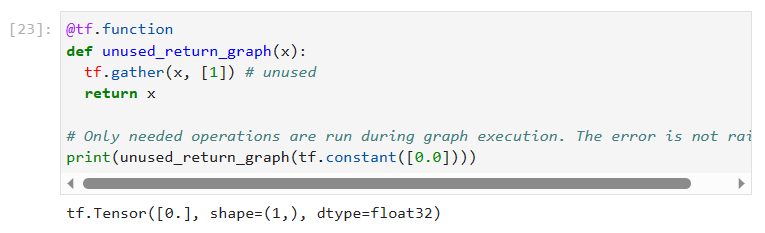 [23]: @tf.function
def unused_return_graph(x):
  tf.gather(x, [1]) # unused
  return x

# Only needed operations are run during graph execution. The error is not rai
print(unused_return_graph(tf.constant([0.0])))
tf.Tensor([0.], shape=(1,), dtype=float32)